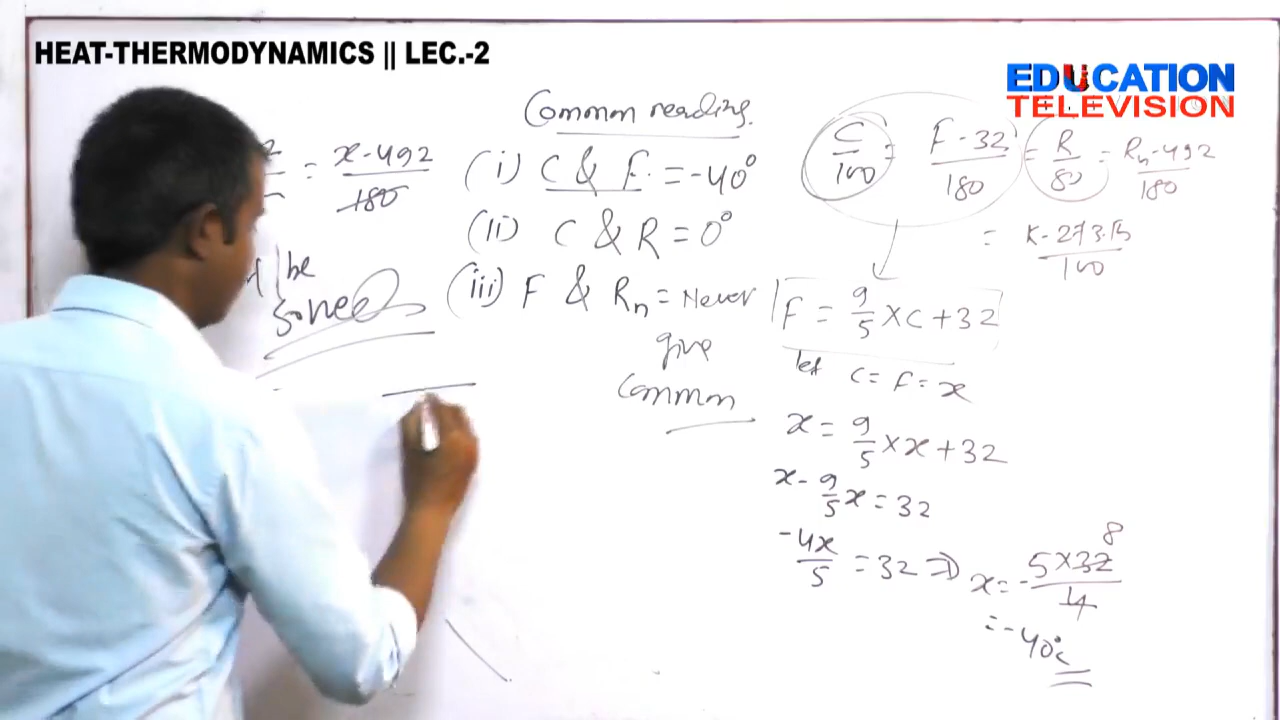 HEAT-THERMODYNAMICS || LEC.-2
EDUCATION
TELEVISION
= x-492
180
be
Common reading.
(i) C & F. = -40°
(ii) C & R = 0°
(iii) F & Rn = Never
give
Common
C/100 = F-32/180 = R/80 = Rn-492/180
= K-273.15/100
F = 9/5 × C + 32
let C = F = x
x = 9/5 × x + 32
x - 9/5 x = 32
-4x/5 = 32 ⇒ x = - 5×32/4
8
= -40°c